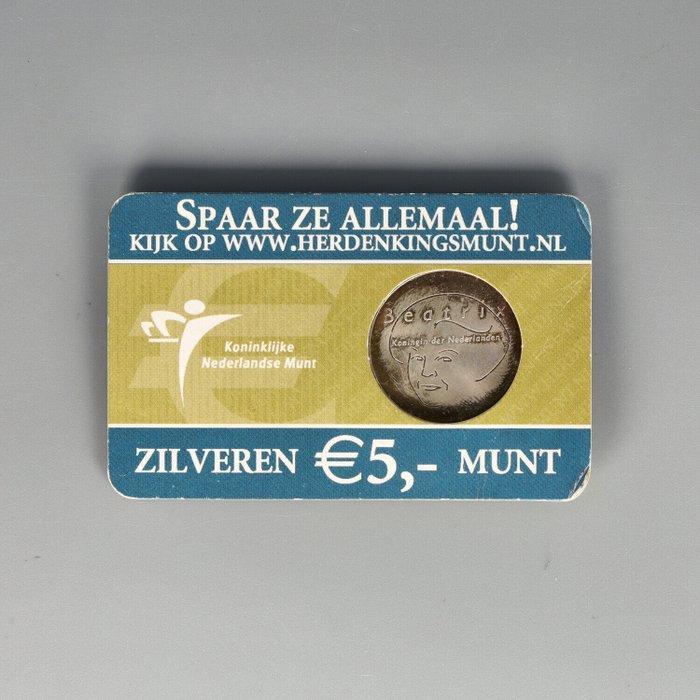 SPAAR ZE ALLEMAAL!
KIJK OP WWW.HERDENKINGSMUNT.NL
Koninklijke
Nederlandse Munt
Beatrix
Koningin der Nederlanden
ZILVEREN €5,- MUNT